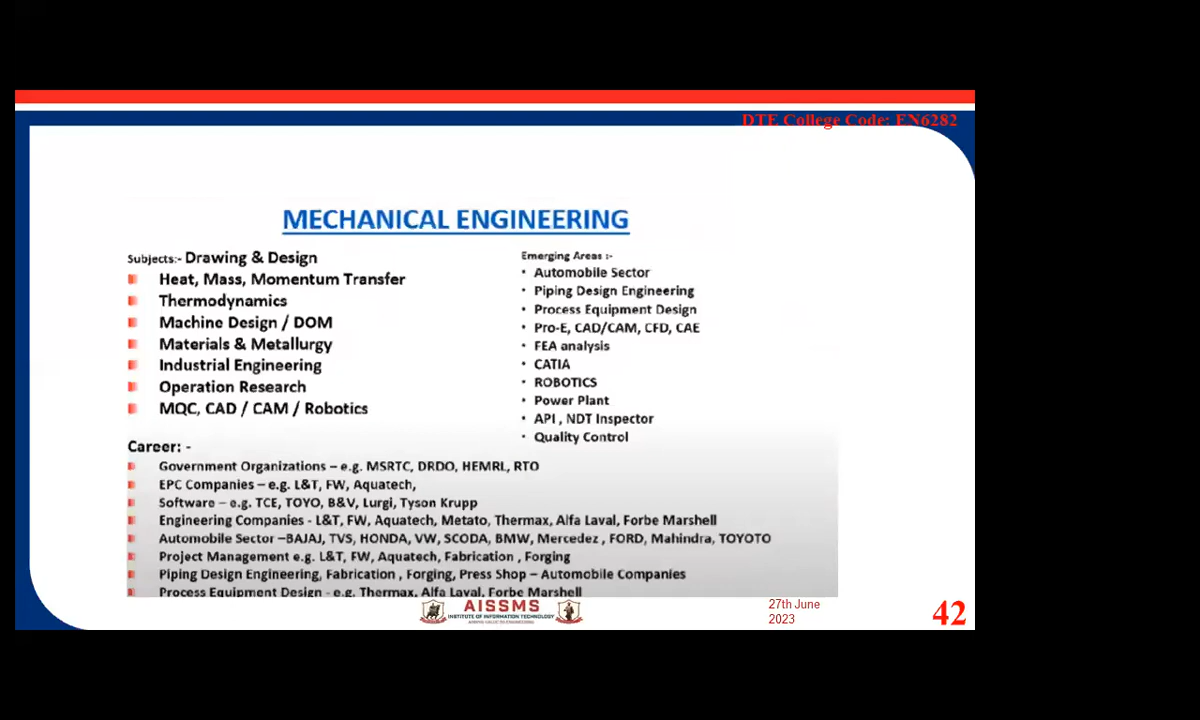 DTE College Code: EN6282
MECHANICAL ENGINEERING
Subjects:- Drawing & Design
Heat, Mass, Momentum Transfer
Thermodynamics
Machine Design / DOM
Materials & Metallurgy
Industrial Engineering
Operation Research
MQC, CAD / CAM / Robotics
Emerging Areas :-
• Automobile Sector
• Piping Design Engineering
• Process Equipment Design
• Pro-E, CAD/CAM, CFD, CAE
• FEA analysis
• CATIA
• ROBOTICS
• Power Plant
• API , NDT Inspector
• Quality Control
Career: -
Government Organizations – e.g. MSRTC, DRDO, HEMRL, RTO
EPC Companies – e.g. L&T, FW, Aquatech,
Software – e.g. TCE, TOYO, B&V, Lurgi, Tyson Krupp
Engineering Companies - L&T, FW, Aquatech, Metato, Thermax, Alfa Laval, Forbe Marshell
Automobile Sector –BAJAJ, TVS, HONDA, VW, SCODA, BMW, Mercedez , FORD, Mahindra, TOYOTO
Project Management e.g. L&T, FW, Aquatech, Fabrication , Forging
Piping Design Engineering, Fabrication , Forging, Press Shop – Automobile Companies
Process Equipment Design - e.g. Thermax, Alfa Laval, Forbe Marshell
AISSMS
INSTITUTE OF INFORMATION TECHNOLOGY
27th June
2023
42